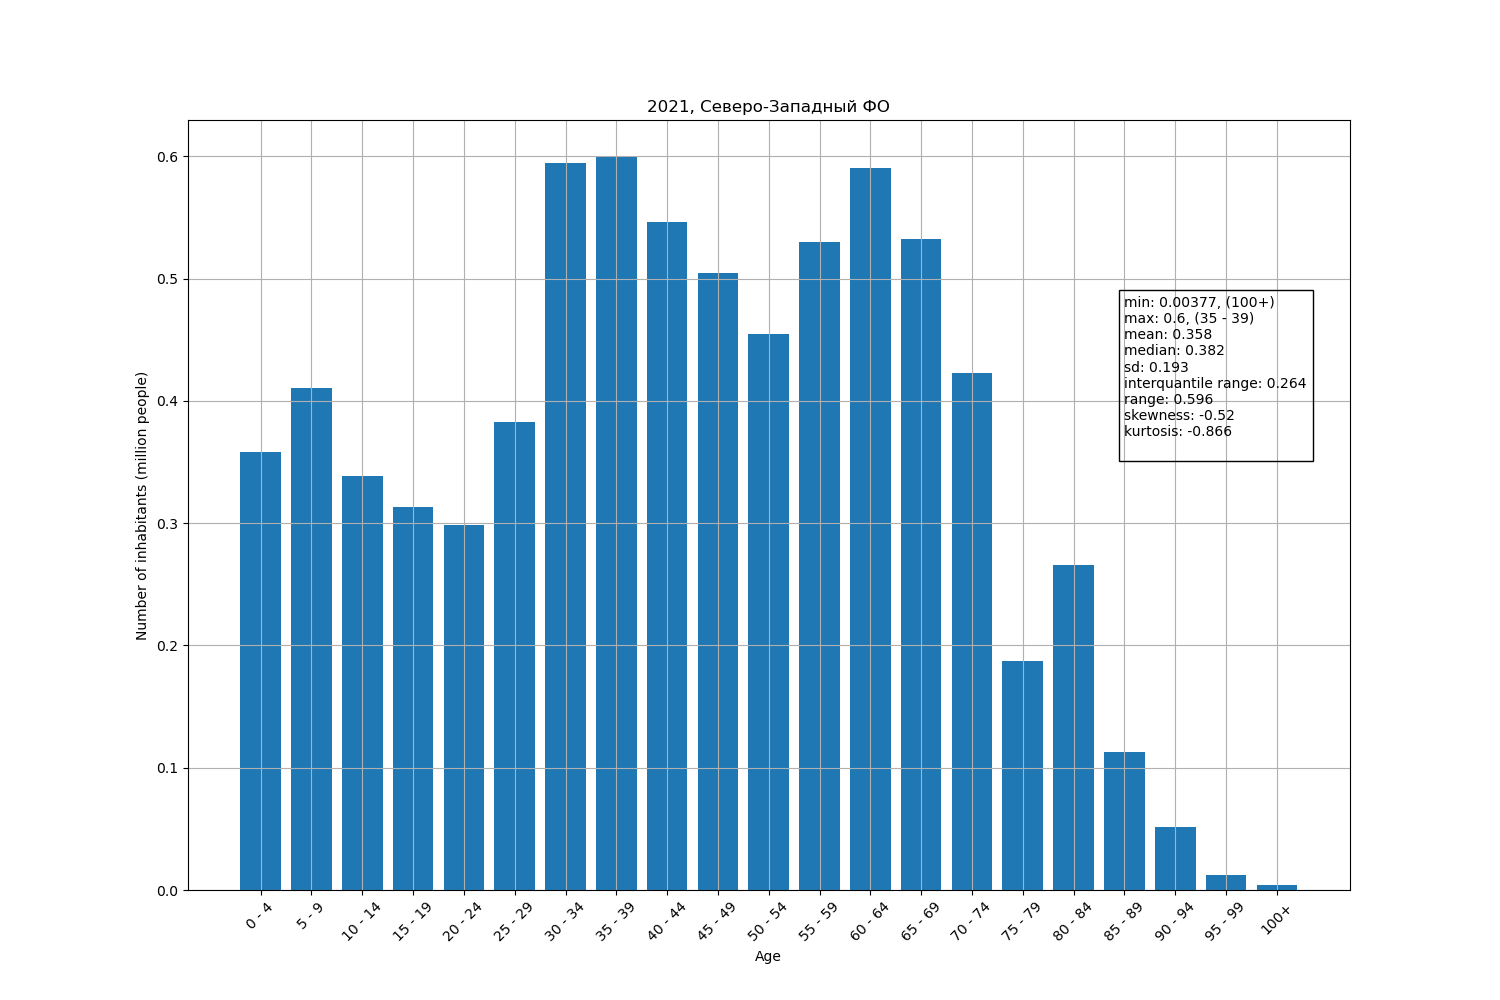 2021, Северо-Западный ФО
Number of inhabitants (million people)
0.6
0.5
0.4
0.3
0.2
0.1
0.0
min: 0.00377, (100+)
max: 0.6, (35 - 39)
mean: 0.358
median: 0.382
sd: 0.193
interquantile range: 0.264
range: 0.596
skewness: -0.52
kurtosis: -0.866
0 - 4
5 - 9
10 - 14
15 - 19
20 - 24
25 - 29
30 - 34
35 - 39
40 - 44
45 - 49
50 - 54
55 - 59
60 - 64
65 - 69
70 - 74
75 - 79
80 - 84
85 - 89
90 - 94
95 - 99
100+
Age